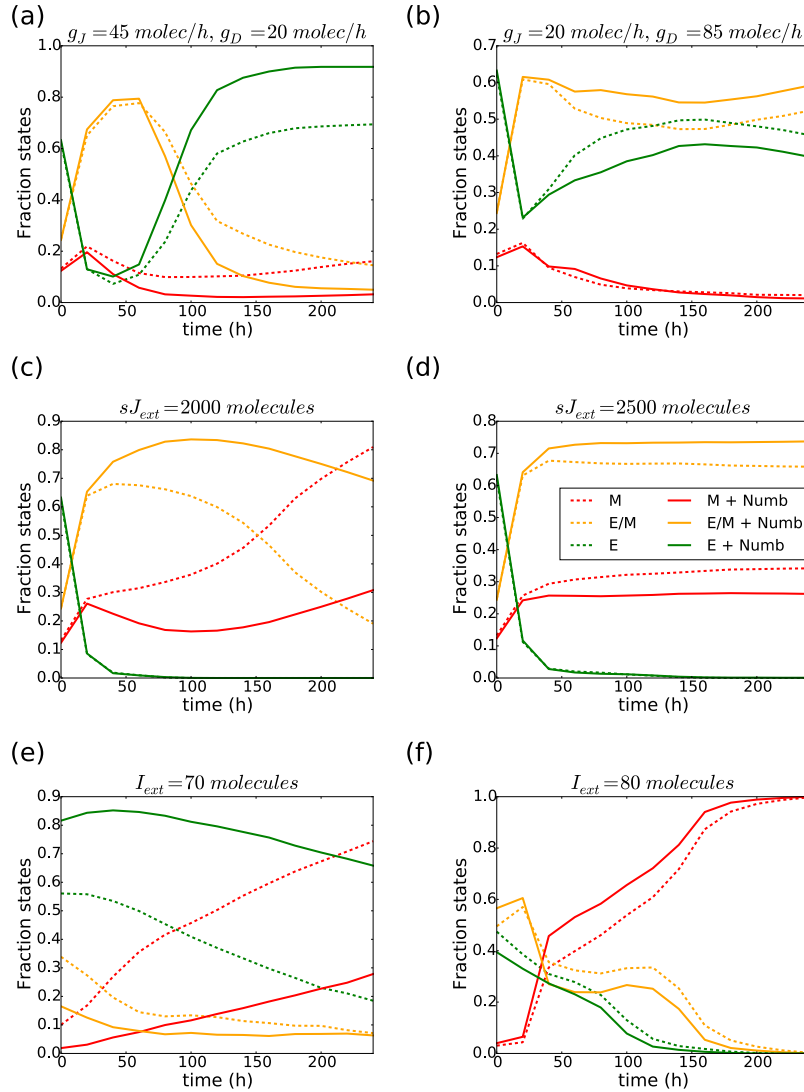 (a)
g_J = 45 molec/h, g_D = 20 molec/h
1.0
0.8
0.6
0.4
0.2
0.0
Fraction states
0 50 100 150 200
time (h)
(b)
g_J = 20 molec/h, g_D = 85 molec/h
0.7
0.6
0.5
0.4
0.3
0.2
0.1
0.0
Fraction states
0 50 100 150 200
time (h)
(c)
sJ_ext = 2000 molecules
0.9
0.8
0.7
0.6
0.5
0.4
0.3
0.2
0.1
0.0
Fraction states
0 50 100 150 200
time (h)
(d)
sJ_ext = 2500 molecules
0.8
0.7
0.6
0.5
0.4
0.3
0.2
0.1
0.0
Fraction states
M M + Numb
E/M E/M + Numb
E E + Numb
0 50 100 150 200
time (h)
(e)
I_ext = 70 molecules
0.9
0.8
0.7
0.6
0.5
0.4
0.3
0.2
0.1
0.0
Fraction states
0 50 100 150 200
time (h)
(f)
I_ext = 80 molecules
1.0
0.8
0.6
0.4
0.2
0.0
Fraction states
0 50 100 150 200
time (h)